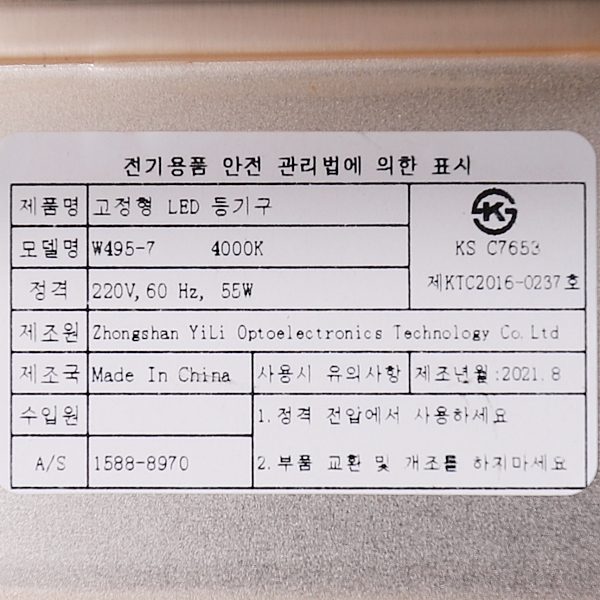 전기용품 안전 관리법에 의한 표시
제품명 고정형 LED 등기구
모델명 W495-7 4000K
KS C7653
정격 220V, 60 Hz, 55W
제KTC2016-0237호
제조원 Zhongshan YiLi Optoelectronics Technology Co.Ltd
제조국 Made In China 사용시 유의사항 제조년월:2021.8
수입원 1.정격 전압에서 사용하세요
A/S 1588-8970 2.부품 교환 및 개조를 하지마세요